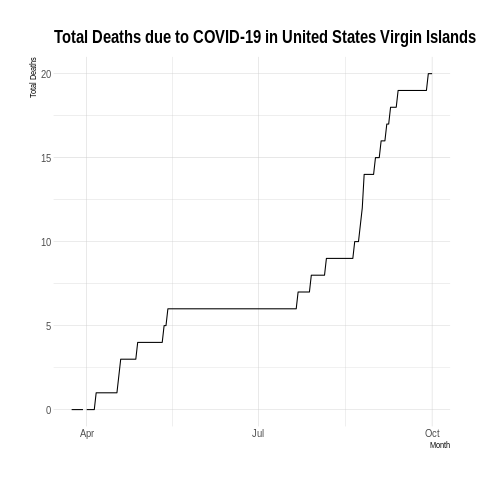 Total Deaths due to COVID-19 in United States Virgin Islands
Total Deaths
20
15
10
5
0
Apr
Jul
Oct
Month